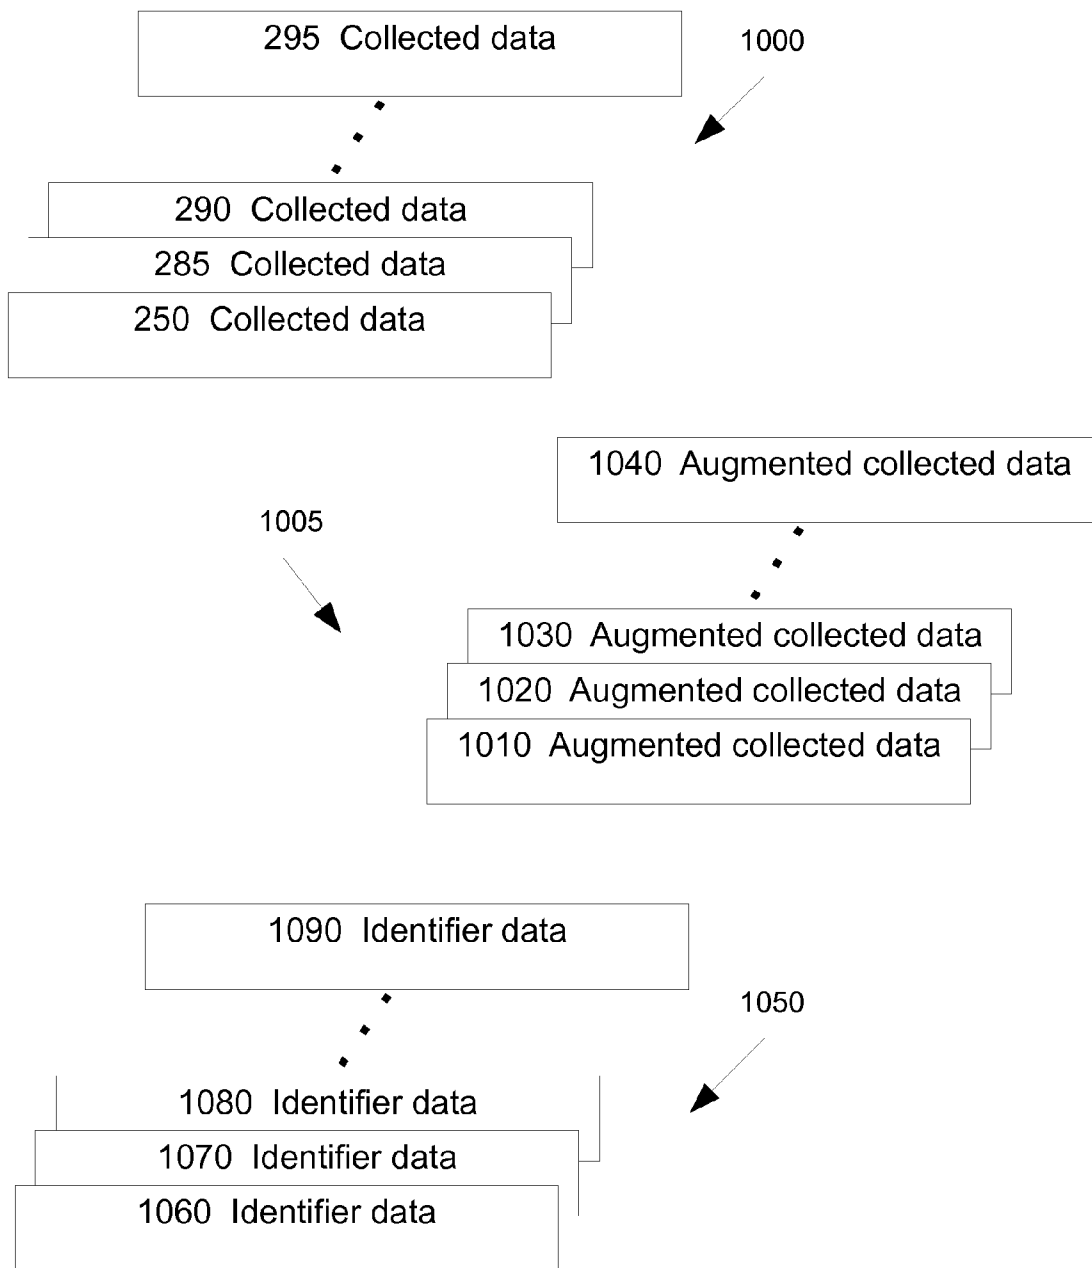 295 Collected data
1000
290 Collected data
285 Collected data
250 Collected data
1040 Augmented collected data
1005
1030 Augmented collected data
1020 Augmented collected data
1010 Augmented collected data
1090 Identifier data
1050
1080 Identifier data
1070 Identifier data
1060 Identifier data